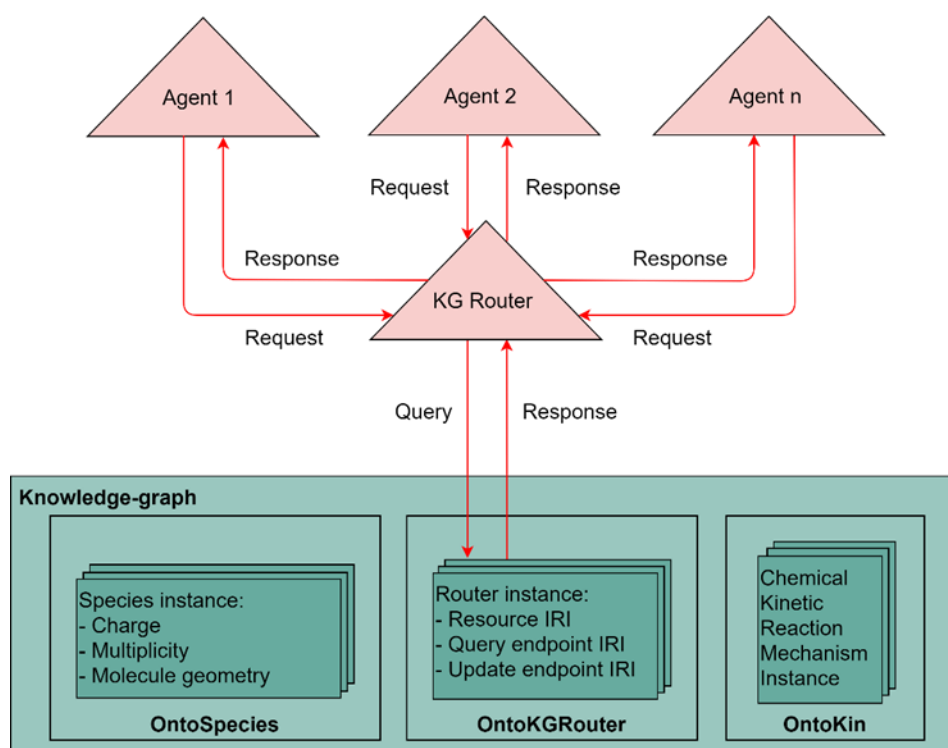 Agent 1
Agent 2
Agent n
Request
Response
Response
Response
KG Router
Request
Request
Query
Response
Knowledge-graph
Species instance:
- Charge
- Multiplicity
- Molecule geometry
OntoSpecies
Router instance:
- Resource IRI
- Query endpoint IRI
- Update endpoint IRI
OntoKGRouter
Chemical
Kinetic
Reaction
Mechanism
Instance
OntoKin